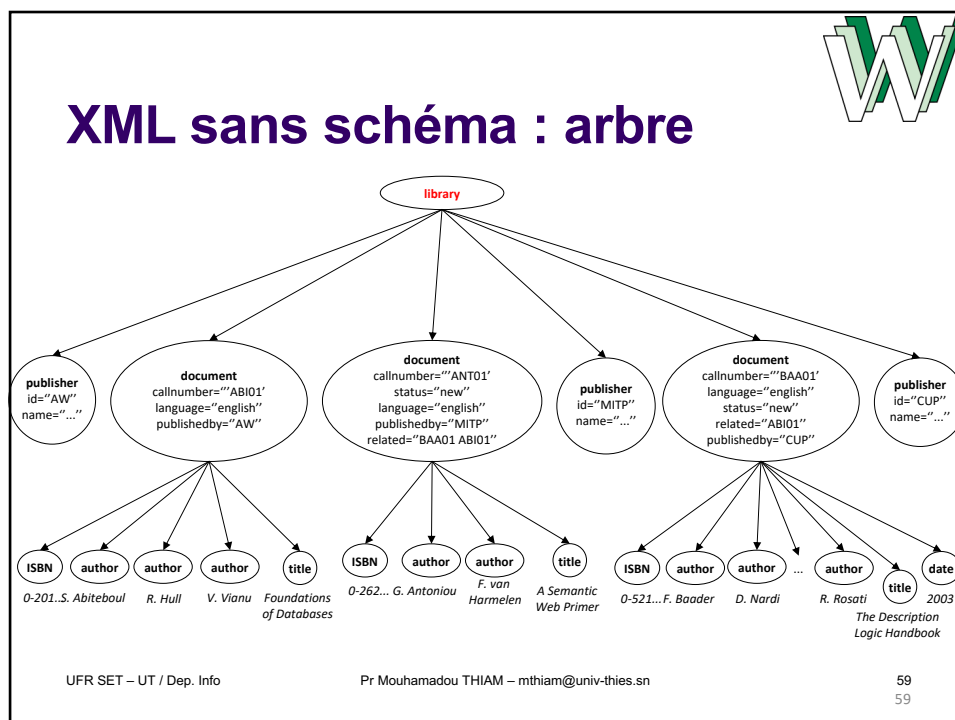 XML sans schéma : arbre
library
publisher
id=‘‘AW’’
name=‘‘...’’
document
callnumber=‘‘’ABI01’
language=‘‘english’’
publishedby=‘‘AW’’
document
callnumber=‘‘’ANT01’
status=‘‘new’’
language=‘‘english’’
publishedby=‘‘MITP’’
related=‘‘BAA01 ABI01’’
publisher
id=‘‘MITP’’
name=‘‘...’’
document
callnumber=‘‘’BAA01’
language=‘‘english’’
status=‘‘new’’
related=‘‘ABI01’’
publishedby=‘‘CUP’’
publisher
id=‘‘CUP’’
name=‘‘...’’
ISBN
0-201...
author
S. Abiteboul
author
R. Hull
author
V. Vianu
title
Foundations
of Databases
ISBN
0-262...
author
G. Antoniou
author
F. van
Harmelen
title
A Semantic
Web Primer
ISBN
0-521...
author
F. Baader
author
D. Nardi
...
author
R. Rosati
title
The Description
Logic Handbook
date
2003
UFR SET – UT / Dep. Info
Pr Mouhamadou THIAM – mthiam@univ-thies.sn
59
59